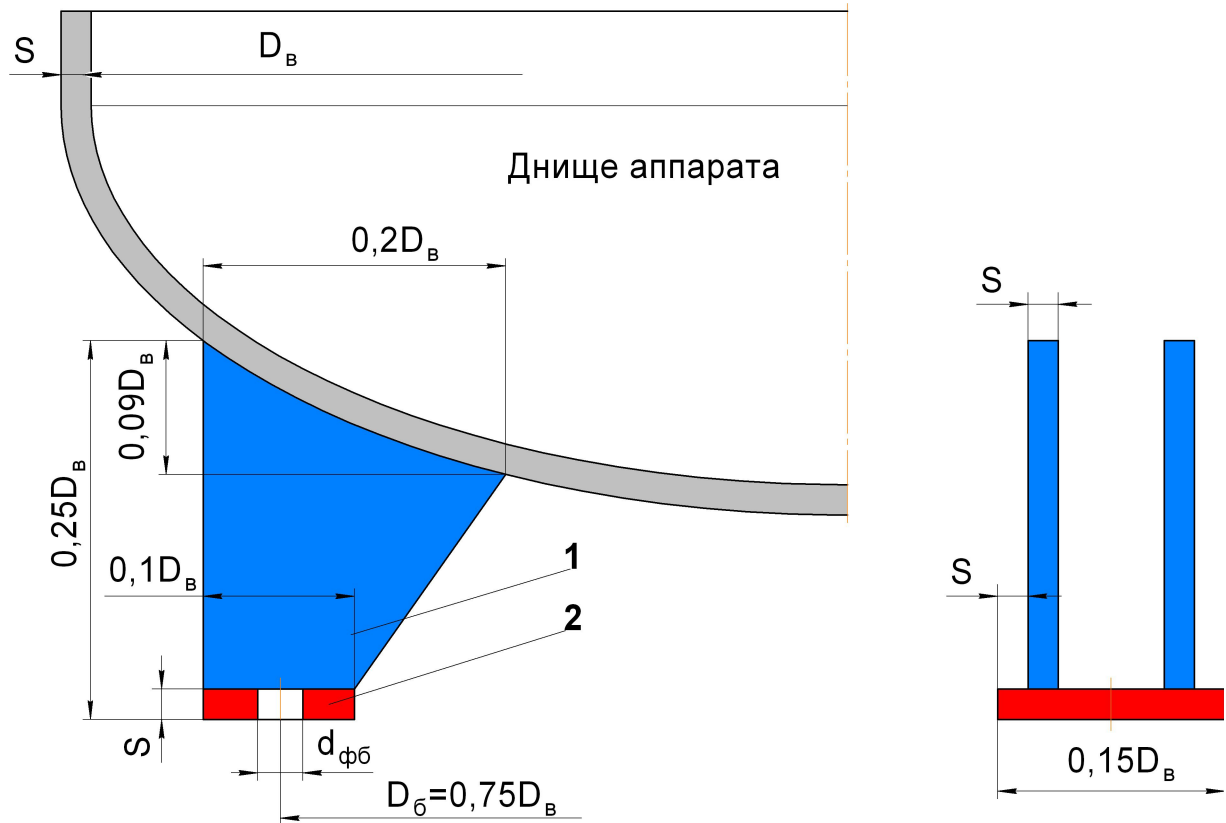 S
Dв
Днище аппарата
0,2Dв
S
0,09Dв
0,25Dв
0,1Dв
1
S
2
S
dфб
Dб=0,75Dв
0,15Dв